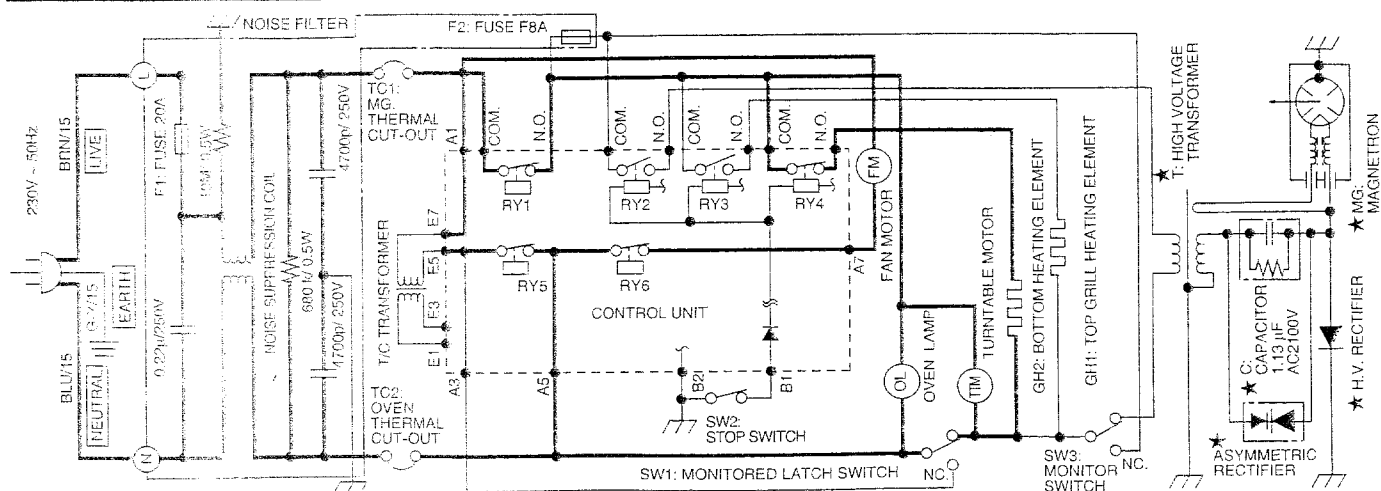 NOISE FILTER
F2: FUSE F8A
230V ~ 50Hz
BRN/15
LIVE
L
F1: FUSE 20A
10M/ 0.5W
NOISE SUPPRESSION COIL
680 k/ 0.5W
4700p/ 250V
4700p/ 250V
0.22µ/250V
BLU/15
NEUTRAL
G-Y/15
EARTH
N
TC1:
MG.
THERMAL
CUT-OUT
TC2:
OVEN
THERMAL
CUT-OUT
T/C TRANSFORMER
A1
COM.
N.O.
COM.
N.O.
COM.
N.O.
COM.
N.O.
RY1
RY2
RY3
RY4
E7
E5
E3
E1
A3
A5
RY5
RY6
CONTROL UNIT
A7
B2
B1
SW2:
STOP SWITCH
FM
FAN MOTOR
OL
OVEN LAMP
TTM
TURNTABLE MOTOR
GH2: BOTTOM HEATING ELEMENT
GH1: TOP GRILL HEATING ELEMENT
SW1: MONITORED LATCH SWITCH
NC.
SW3:
MONITOR
SWITCH
NC.
★ T: HIGH VOLTAGE
TRANSFORMER
★ MG:
MAGNETRON
★ C:
CAPACITOR
1.13 µF
AC2100V
★ H.V. RECTIFIER
★
ASYMMETRIC
RECTIFIER